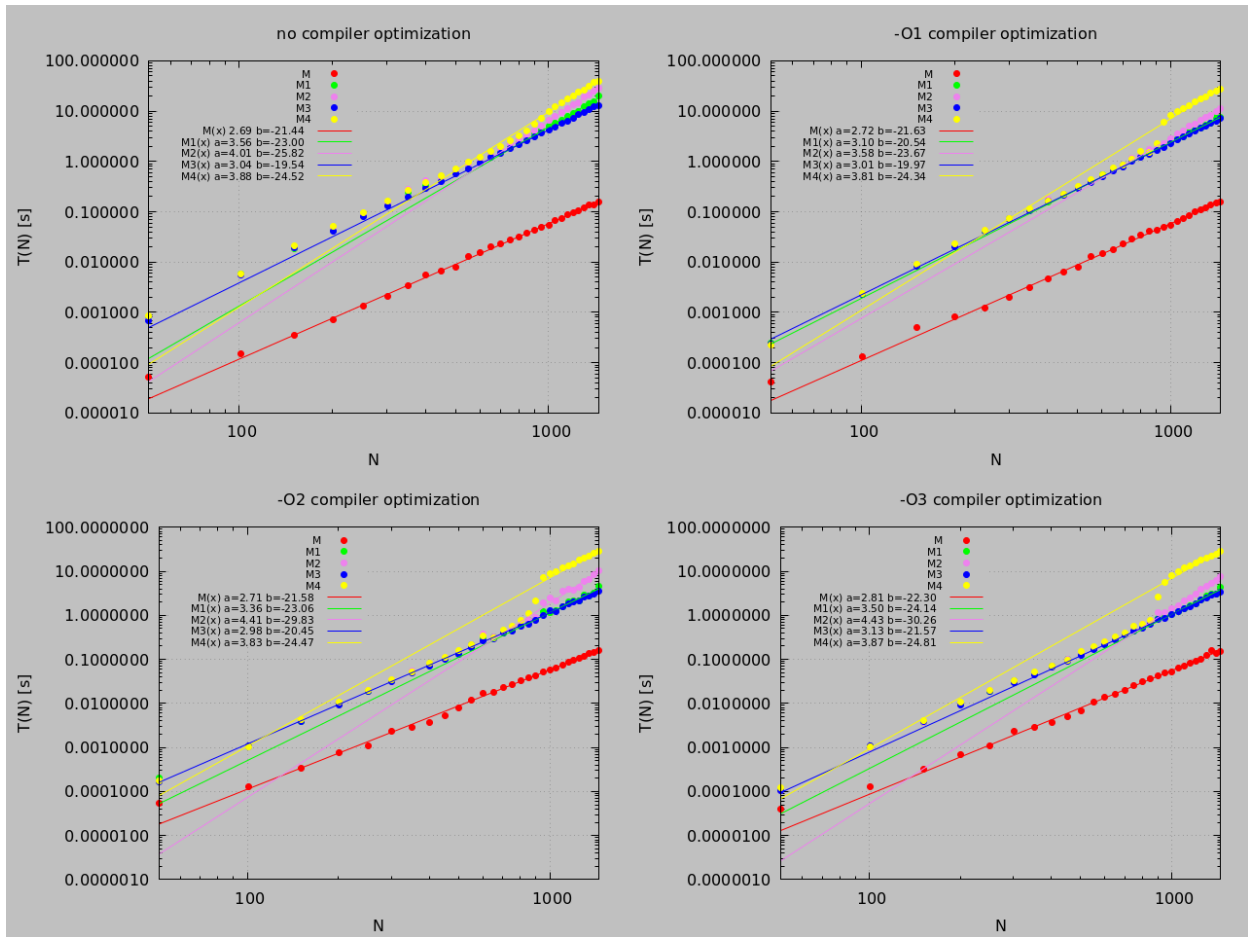 no compiler optimization
100.000000
10.000000
1.000000
0.100000
0.010000
0.001000
0.000100
0.000010
T(N) [s]
M
M1
M2
M3
M4
M(x) 2.69 b=-21.44
M1(x) a=3.56 b=-23.00
M2(x) a=4.01 b=-25.82
M3(x) a=3.04 b=-19.54
M4(x) a=3.88 b=-24.52
100
1000
N
-O1 compiler optimization
100.000000
10.000000
1.000000
0.100000
0.010000
0.001000
0.000100
0.000010
T(N) [s]
M
M1
M2
M3
M4
M(x) a=2.72 b=-21.63
M1(x) a=3.10 b=-20.54
M2(x) a=3.58 b=-23.67
M3(x) a=3.01 b=-19.97
M4(x) a=3.81 b=-24.34
100
1000
N
-O2 compiler optimization
100.0000000
10.0000000
1.0000000
0.1000000
0.0100000
0.0010000
0.0001000
0.0000100
0.0000010
T(N) [s]
M
M1
M2
M3
M4
M(x) a=2.71 b=-21.58
M1(x) a=3.36 b=-23.06
M2(x) a=4.41 b=-29.83
M3(x) a=2.98 b=-20.45
M4(x) a=3.83 b=-24.47
100
1000
N
-O3 compiler optimization
100.0000000
10.0000000
1.0000000
0.1000000
0.0100000
0.0010000
0.0001000
0.0000100
0.0000010
T(N) [s]
M
M1
M2
M3
M4
M(x) a=2.81 b=-22.30
M1(x) a=3.50 b=-24.14
M2(x) a=4.43 b=-30.26
M3(x) a=3.13 b=-21.57
M4(x) a=3.87 b=-24.81
100
1000
N